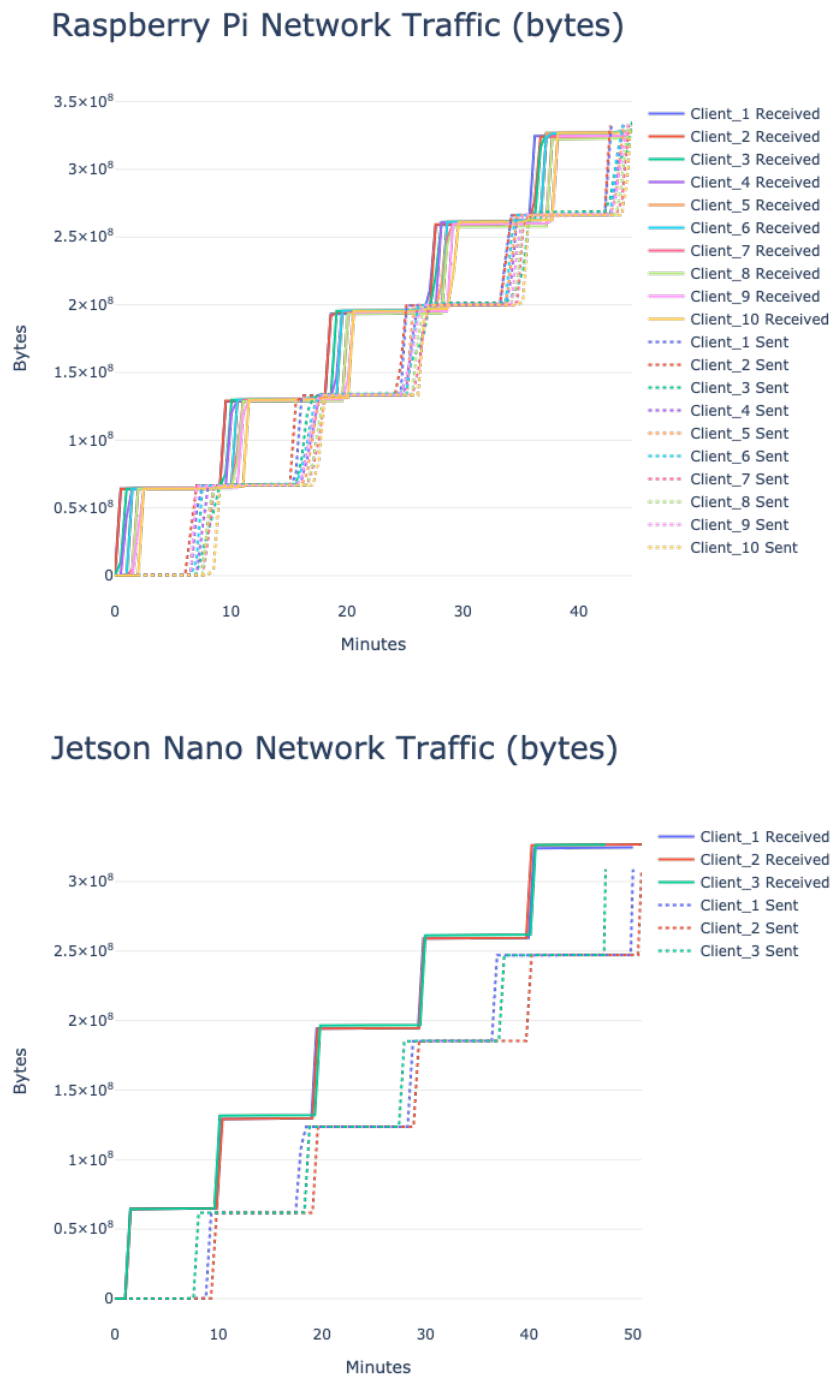 Raspberry Pi Network Traffic (bytes)
3.5×10⁸
3×10⁸
2.5×10⁸
2×10⁸
1.5×10⁸
1×10⁸
0.5×10⁸
0
Bytes
0 10 20 30 40
Minutes
Client_1 Received
Client_2 Received
Client_3 Received
Client_4 Received
Client_5 Received
Client_6 Received
Client_7 Received
Client_8 Received
Client_9 Received
Client_10 Received
Client_1 Sent
Client_2 Sent
Client_3 Sent
Client_4 Sent
Client_5 Sent
Client_6 Sent
Client_7 Sent
Client_8 Sent
Client_9 Sent
Client_10 Sent
Jetson Nano Network Traffic (bytes)
3×10⁸
2.5×10⁸
2×10⁸
1.5×10⁸
1×10⁸
0.5×10⁸
0
Bytes
0 10 20 30 40 50
Minutes
Client_1 Received
Client_2 Received
Client_3 Received
Client_1 Sent
Client_2 Sent
Client_3 Sent